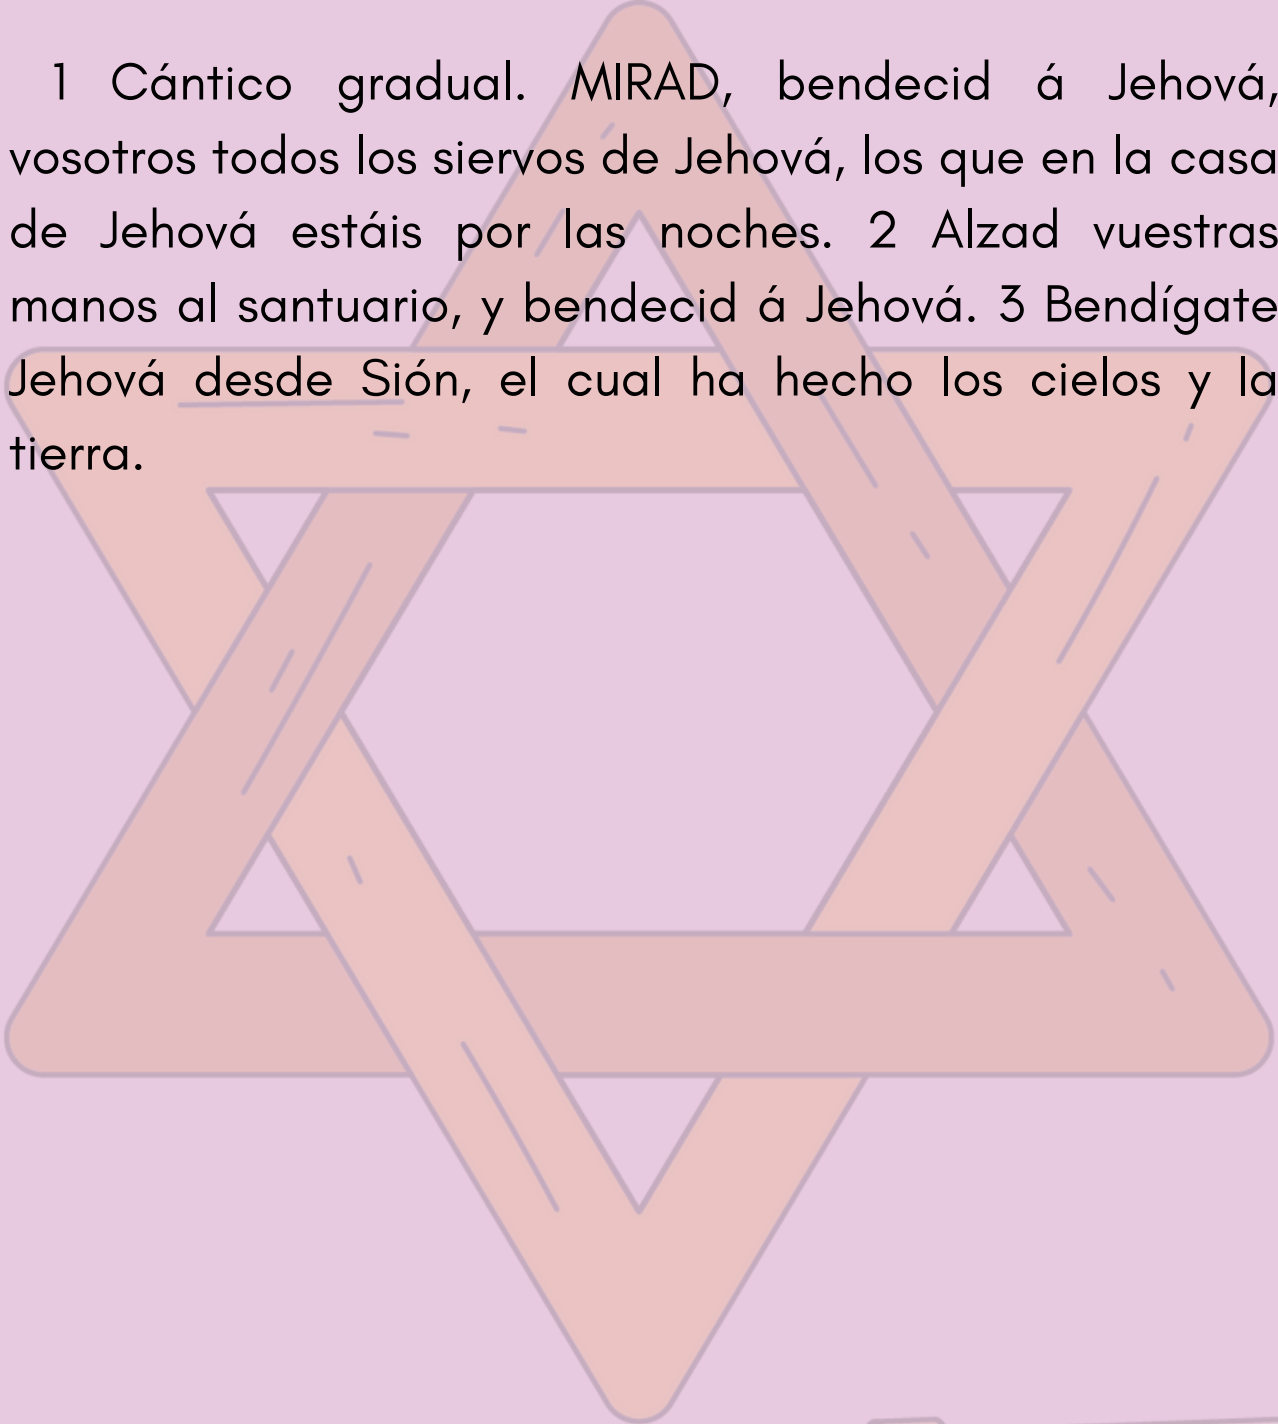 1 Cántico gradual. MIRAD, bendecid á Jehová,
vosotros todos los siervos de Jehová, los que en la casa
de Jehová estáis por las noches. 2 Alzad vuestras
manos al santuario, y bendecid á Jehová. 3 Bendígate
Jehová desde Sión, el cual ha hecho los cielos y la
tierra.